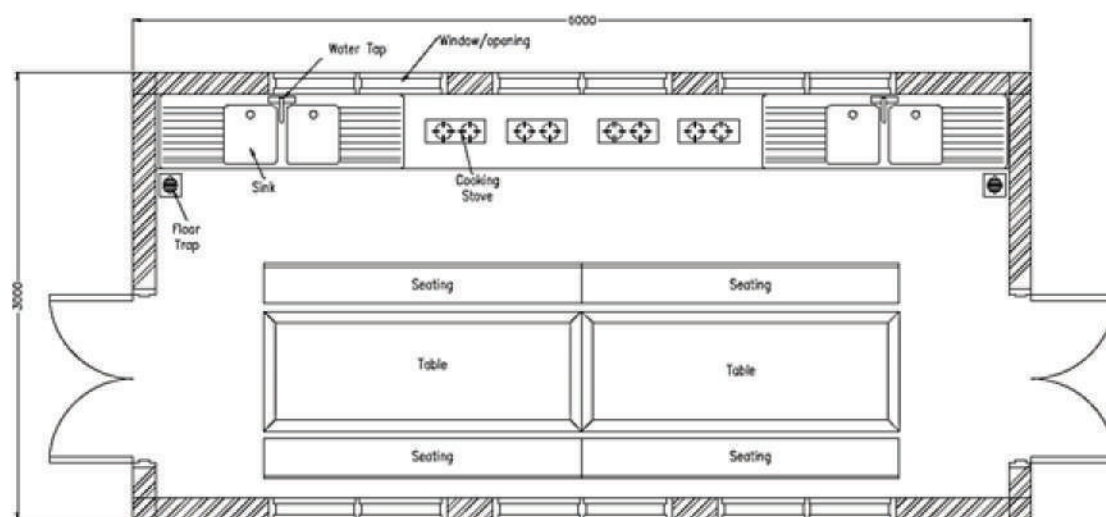 6000
Water Tap
Window/opening
3000
Sink
Cooking
Stove
Floor
Trap
Seating
Seating
Table
Table
Seating
Seating